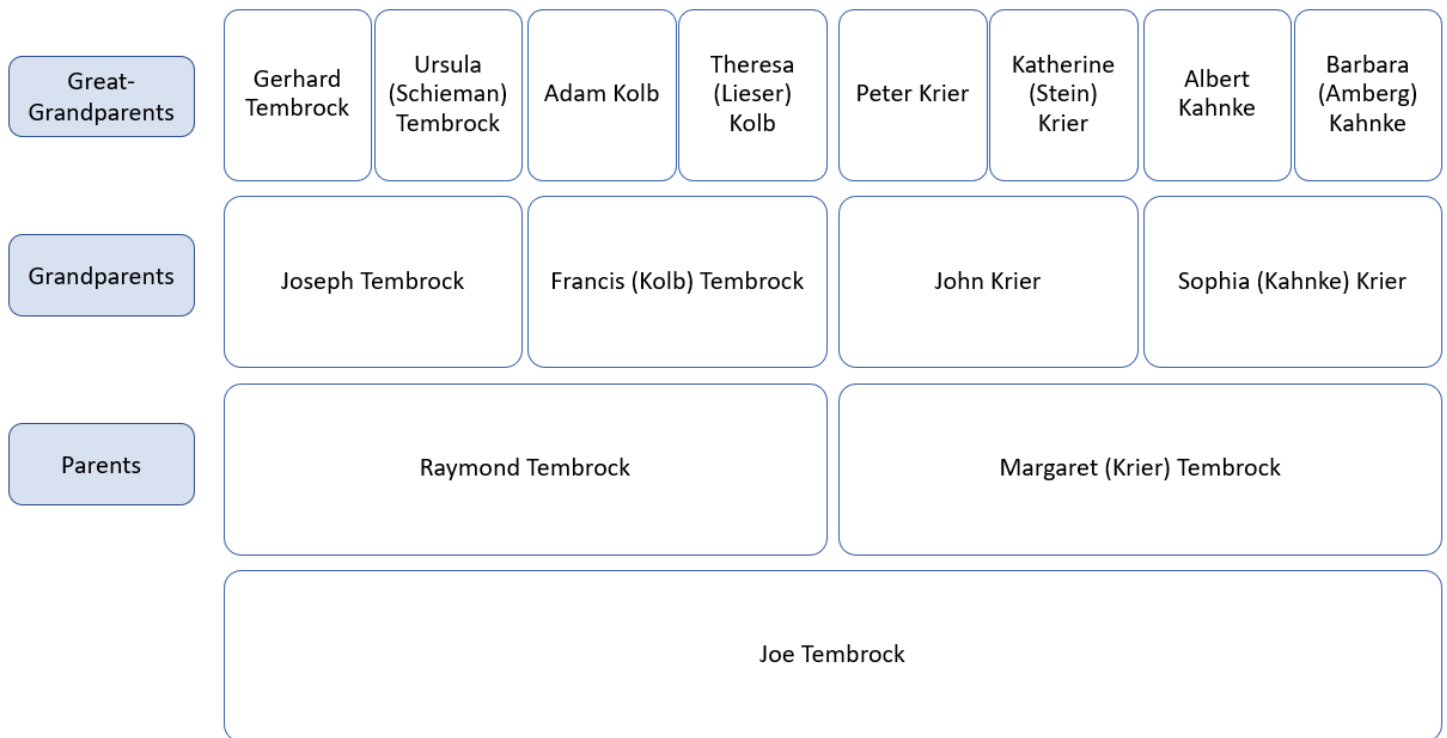 Great-
Grandparents
Gerhard
Tembrock
Ursula
(Schieman)
Tembrock
Adam Kolb
Theresa
(Lieser)
Kolb
Peter Krier
Katherine
(Stein)
Krier
Albert
Kahnke
Barbara
(Amberg)
Kahnke
Grandparents
Joseph Tembrock
Francis (Kolb) Tembrock
John Krier
Sophia (Kahnke) Krier
Parents
Raymond Tembrock
Margaret (Krier) Tembrock
Joe Tembrock